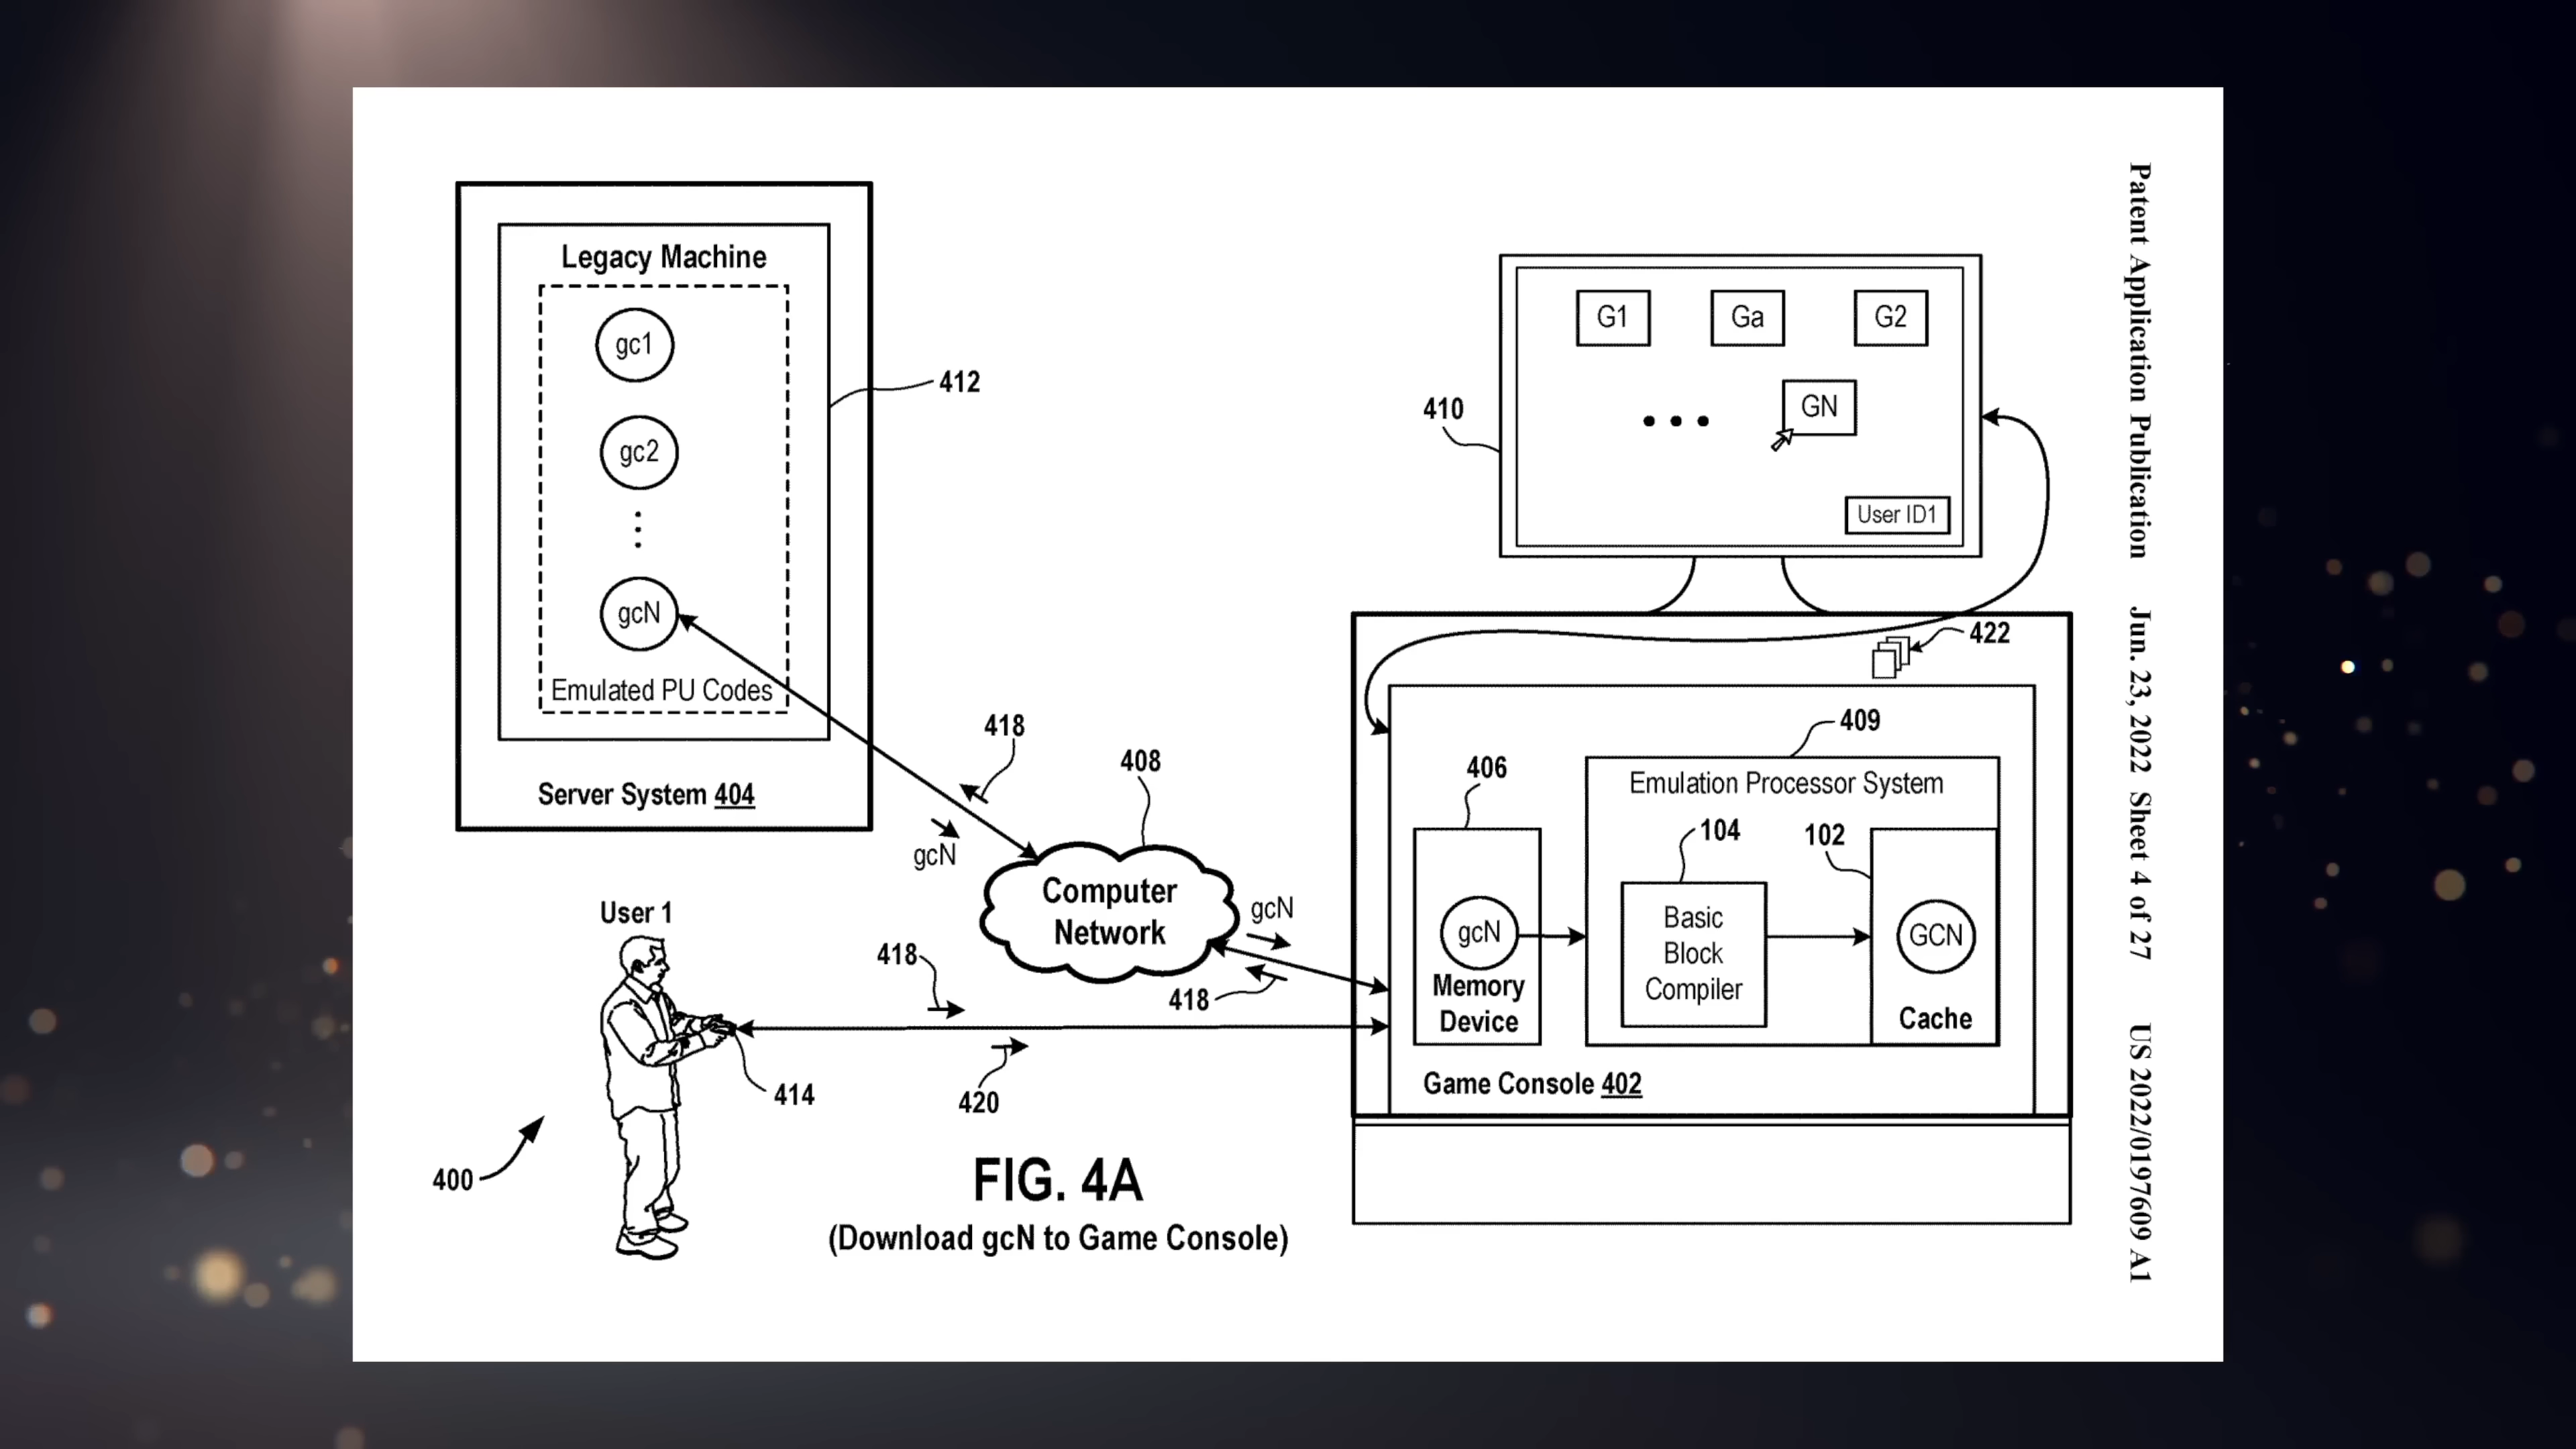 Patent Application Publication Jun. 23, 2022 Sheet 4 of 27 US 2022/0197609 A1
Legacy Machine
gc1
gc2
gcN
Emulated PU Codes
Server System 404
412
G1
Ga
G2
GN
User ID1
410
422
409
Emulation Processor System
406
104
102
gcN
Memory
Device
Basic
Block
Compiler
GCN
Cache
Game Console 402
418
gcN
408
Computer
Network
gcN
418
User 1
418
420
414
400
FIG. 4A
(Download gcN to Game Console)